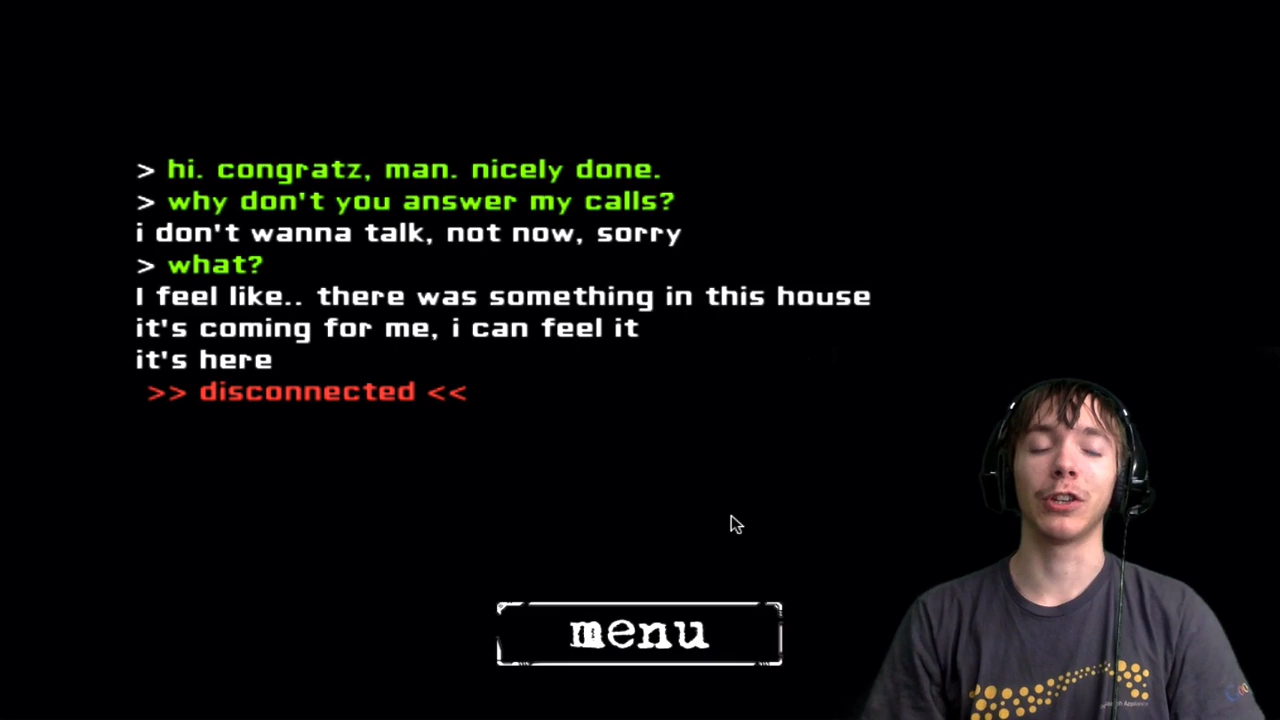 > hi. congratz, man. nicely done.
> why don't you answer my calls?
i don't wanna talk, not now, sorry
> what?
I feel like.. there was something in this house
it's coming for me, i can feel it
it's here
>> disconnected <<
menu